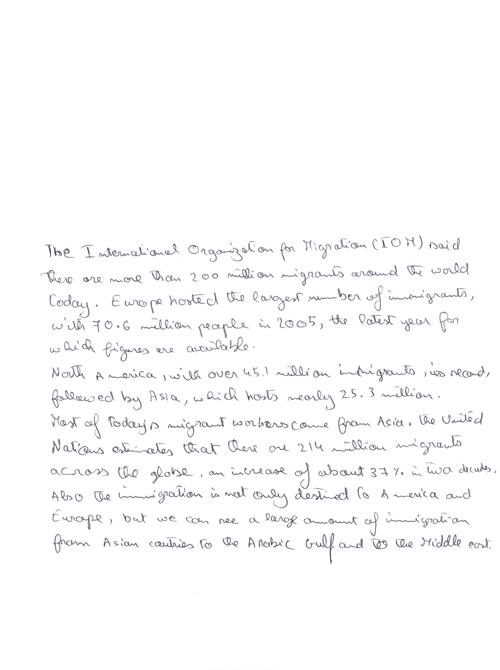 The International Organization for Migration (IOM) said
there are more than 200 million migrants around the world
today. Europe hosted the largest number of immigrants,
with 70.6 million people in 2005, the latest year for
which figures are available.
North America, with over 45.1 million immigrants, is second,
followed by Asia, which hosts nearly 25.3 million.
Most of today's migrant workers come from Asia. the United
Nations estimates that there are 214 million migrants
across the globe, an increase of about 37% in two decades.
Also the immigration is not only destined to America and
Europe, but we can see a large amount of immigration
from Asian coutries to the Arabic Gulf and to the Middle east.